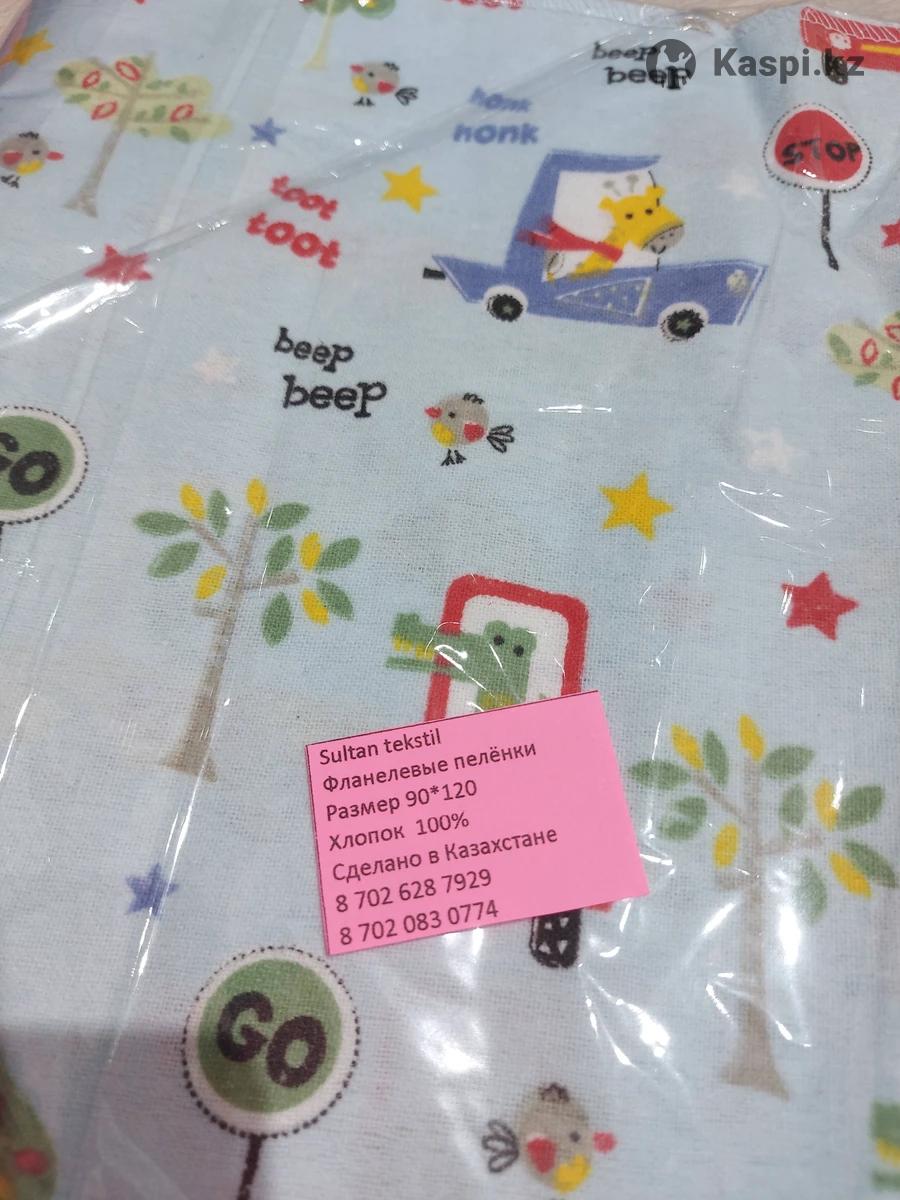 beep
beep
Kaspi.kz
honk
honk
STOP
toot
toot
beep
beep
GO
Sultan tekstil
Фланелевые пелёнки
Размер 90*120
Хлопок 100%
Сделано в Казахстане
8 702 628 7929
8 702 083 0774
GO